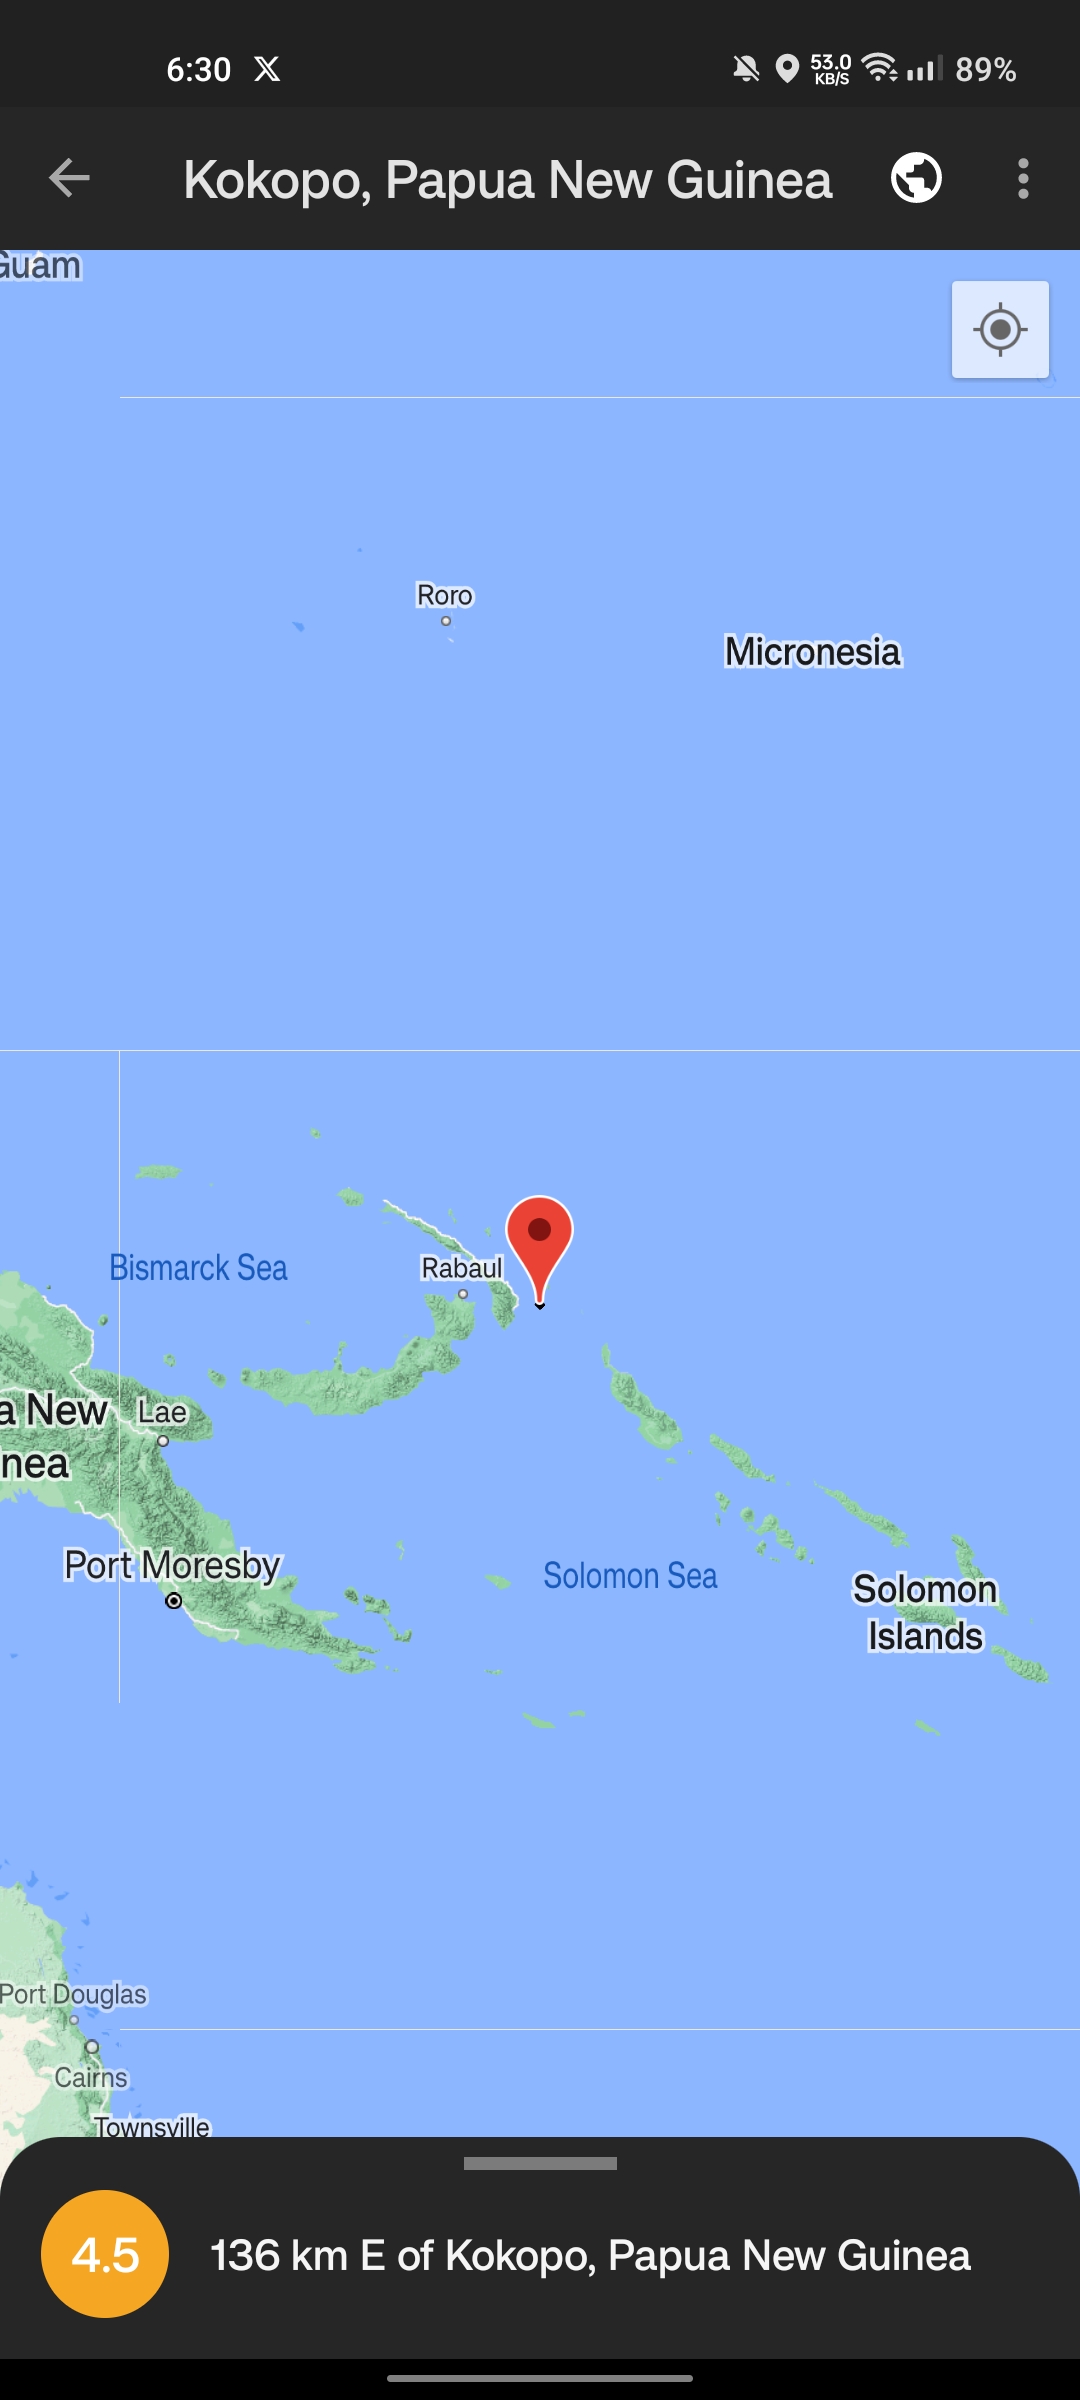 6:30
53.0
KB/S
89%
Kokopo, Papua New Guinea
Guam
Roro
Micronesia
Bismarck Sea
Rabaul
a New
nea
Lae
Port Moresby
Solomon Sea
Solomon
Islands
Port Douglas
Cairns
Townsville
4.5
136 km E of Kokopo, Papua New Guinea